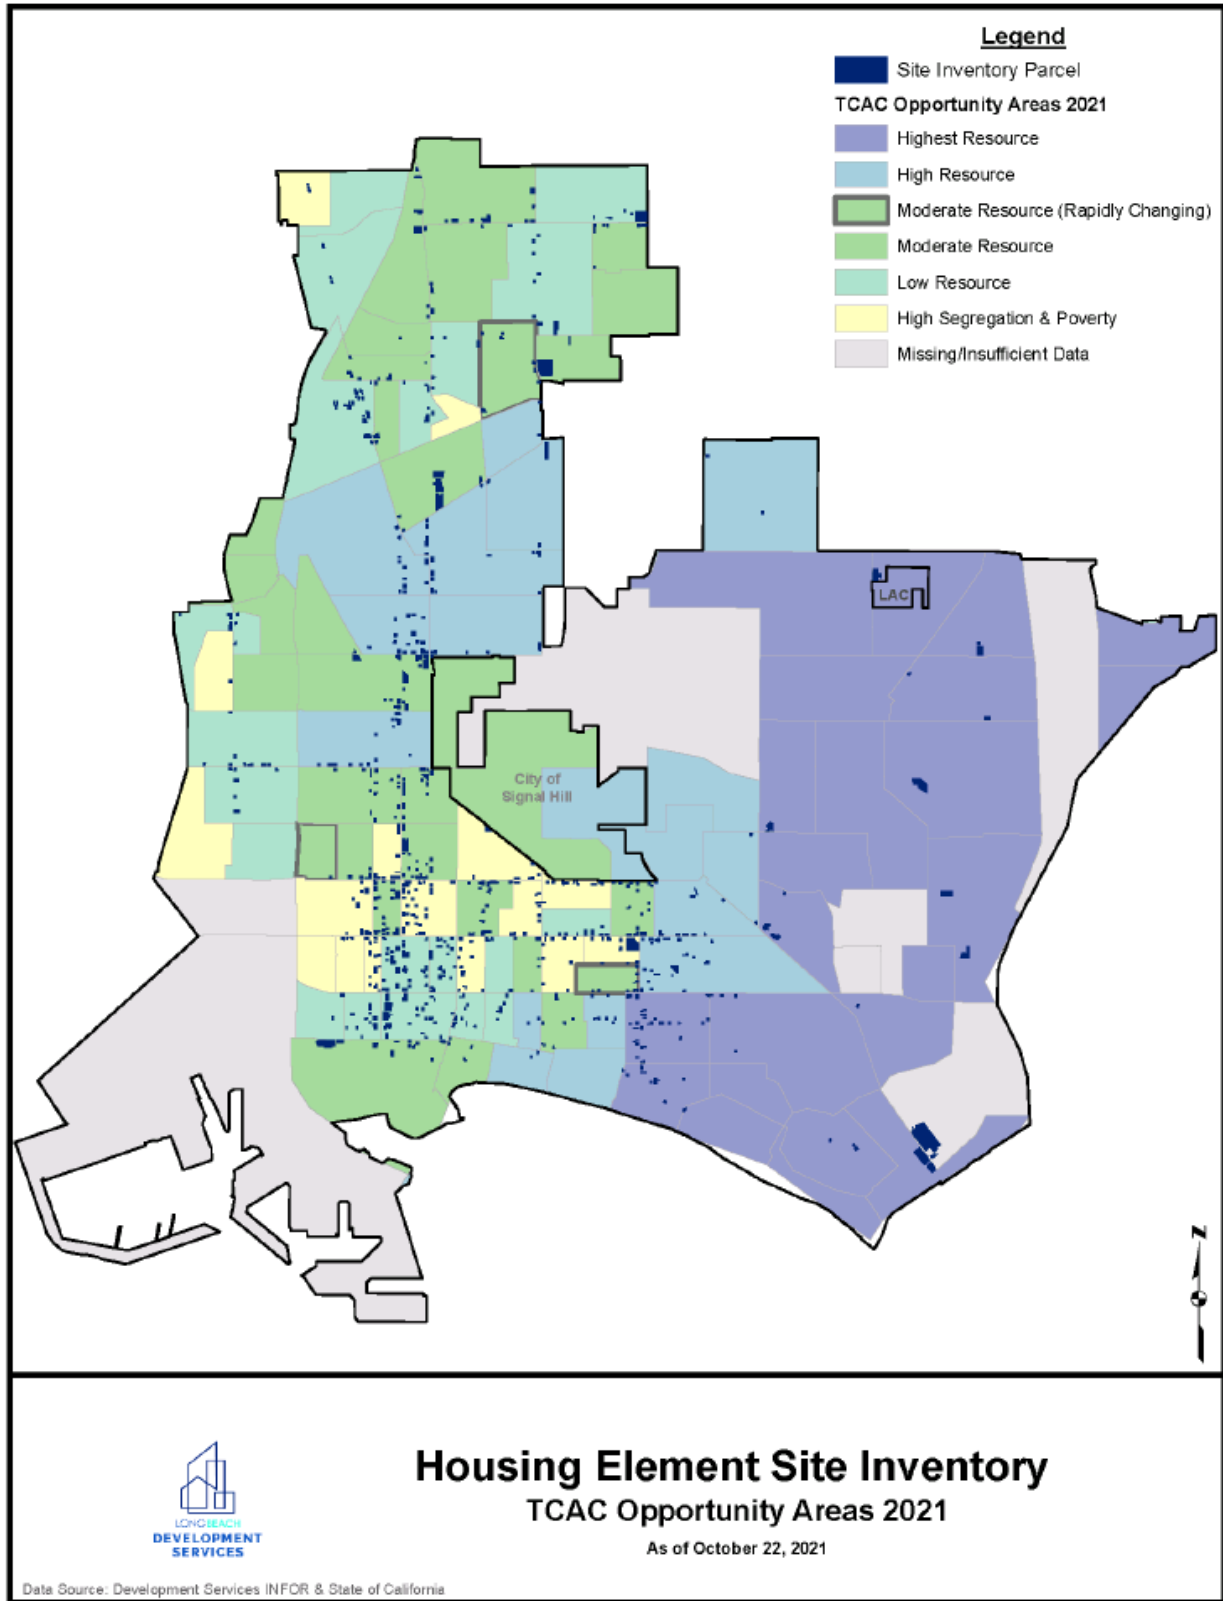 Legend
Site Inventory Parcel
TCAC Opportunity Areas 2021
Highest Resource
High Resource
Moderate Resource (Rapidly Changing)
Moderate Resource
Low Resource
High Segregation & Poverty
Missing/Insufficient Data
LAC
City of
Signal Hill
N
Housing Element Site Inventory
TCAC Opportunity Areas 2021
As of October 22, 2021
LONG BEACH
DEVELOPMENT
SERVICES
Data Source: Development Services INFOR & State of California